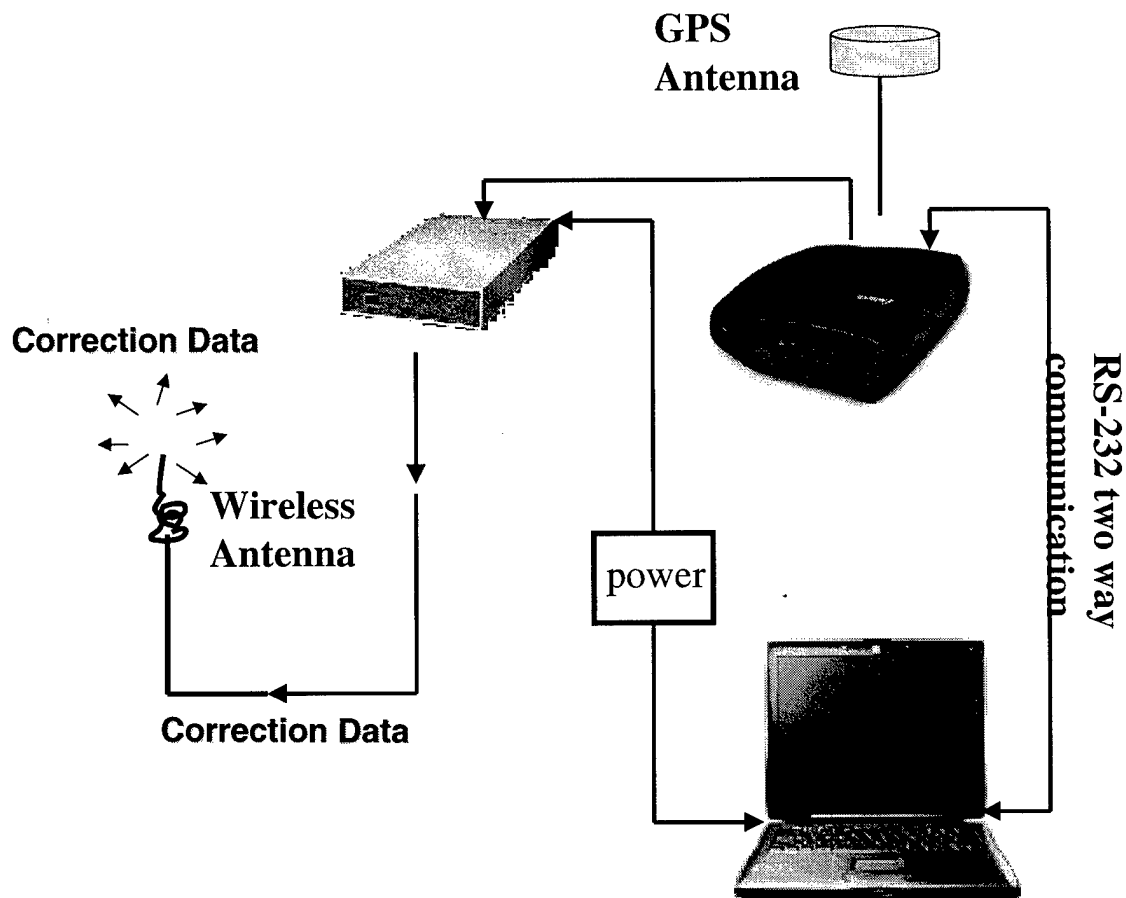 GPS
Antenna
Correction Data
Wireless
Antenna
power
RS-232 two way
communication
Correction Data